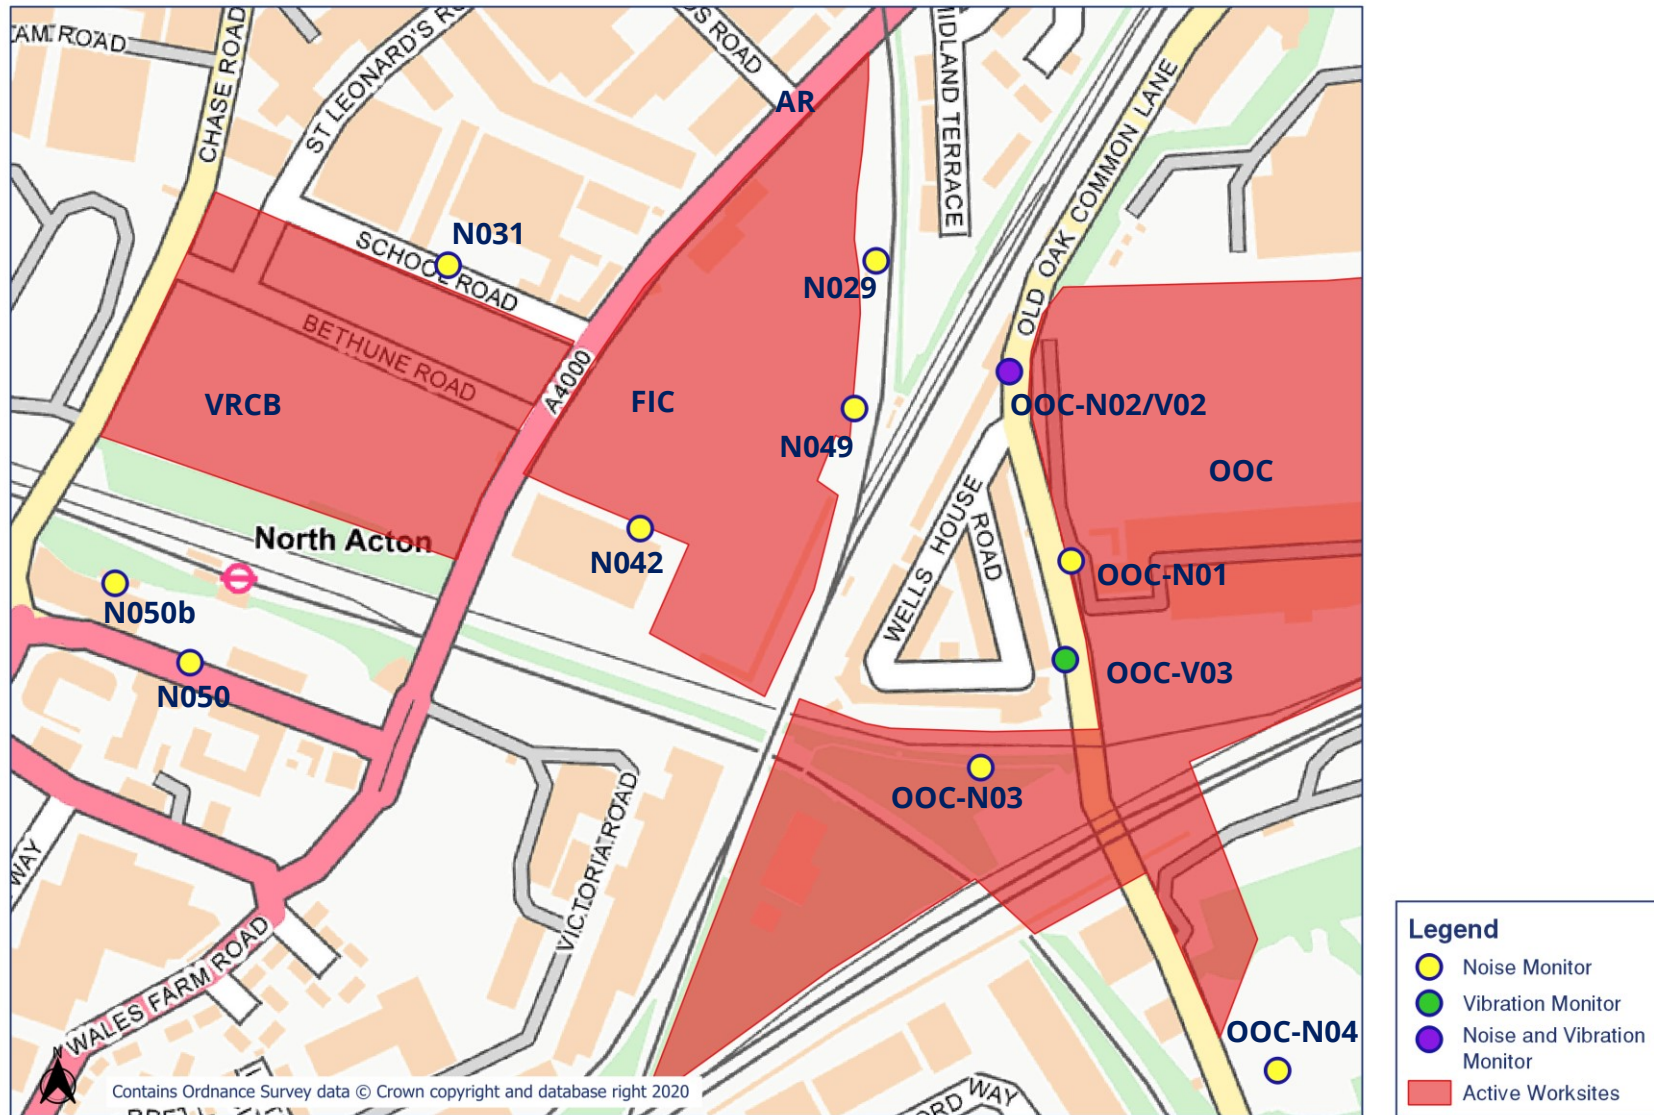 CHASE ROAD
ST LEONARD'S
ROAD
AR
MIDLAND TERRACE
OLD OAK COMMON LANE
N031
SCHOOL ROAD
N029
BETHUNE ROAD
A4000
VRCB
FIC
OOC-N02/V02
N049
OOC
North Acton
N042
WELLS HOUSE
ROAD
OOC-N01
N050b
OOC-V03
N050
OOC-N03
VICTORIA ROAD
WAY
WALES FARM ROAD
OOC-N04
N
WAY
Contains Ordnance Survey data © Crown copyright and database right 2020
Legend
Noise Monitor
Vibration Monitor
Noise and Vibration
Monitor
Active Worksites